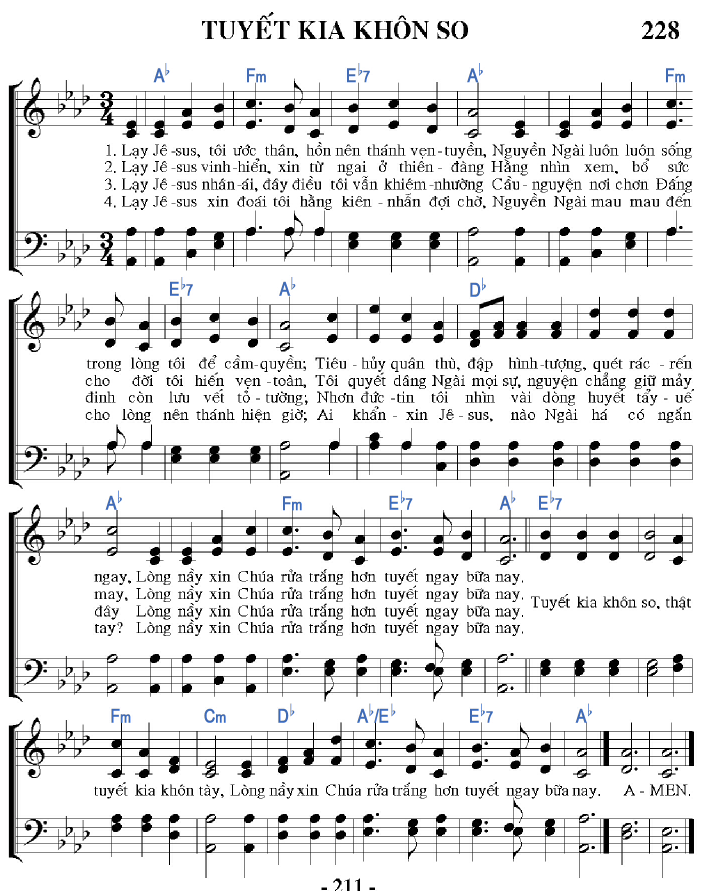 TUYẾT KIA KHÔN SO 228
A♭ Fm E♭7 A♭ Fm
1. Lạy Jê-sus, tôi ước thân, hồn nên thánh vẹn-tuyền, Nguyền Ngài luôn luôn sống
2. Lạy Jê-sus vinh-hiển, xin từ ngai ở thiên-đàng Hằng nhìn xem, bổ sức
3. Lạy Jê-sus nhân-ái, đầy điều tôi vẫn khiêm-nhường Cầu-nguyện nơi chơn Đấng
4. Lạy Jê-sus xin đoái tôi hằng kiên-nhẫn đợi chờ, Nguyền Ngài mau mau đến
E♭7 A♭ D♭
trong lòng tôi để cầm-quyền; Tiêu-hủy quân thù, đập hình-tượng, quét rác-rến
cho đời tôi hiến vẹn-toàn, Tôi quyết dâng Ngài mọi sự, nguyện chẳng giữ mảy
đinh còn lưu vết tỏ-tường; Nhơn đức-tin tôi nhìn vài dòng huyết tẩy-uế
cho lòng nên thánh hiện giờ; Ai khẩn-xin Jê-sus, nào Ngài há có ngắn
A♭ Fm E♭7 A♭ E♭7
ngay, Lòng nầy xin Chúa rửa trắng hơn tuyết ngay bữa nay.
may, Lòng nầy xin Chúa rửa trắng hơn tuyết ngay bữa nay.
đầy Lòng nầy xin Chúa rửa trắng hơn tuyết ngay bữa nay.
tay? Lòng nầy xin Chúa rửa trắng hơn tuyết ngay bữa nay.
Tuyết kia khôn so, thật
Fm Cm D♭ A♭/E♭ Fm E♭7 A♭
tuyết kia khôn tày, Lòng nầy xin Chúa rửa trắng hơn tuyết ngay bữa nay. A-MEN.
- 211 -